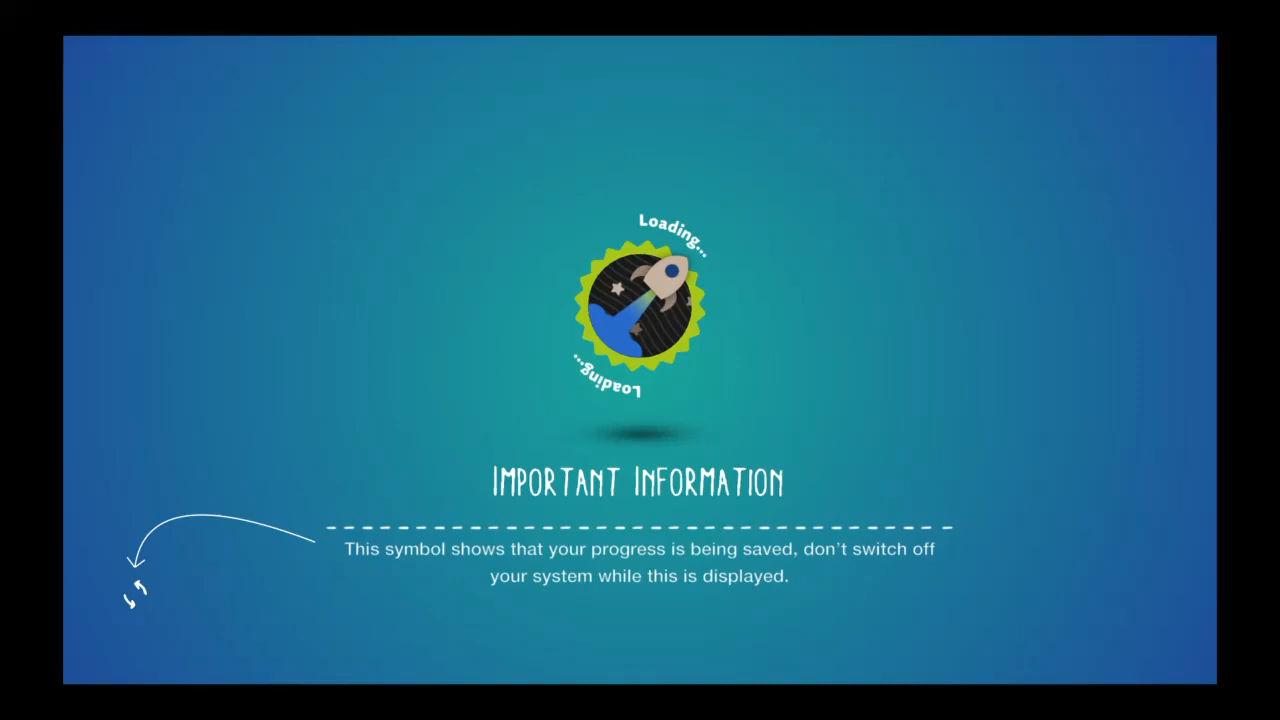 Loading...
Loading...
Important Information
This symbol shows that your progress is being saved, don't switch off
your system while this is displayed.